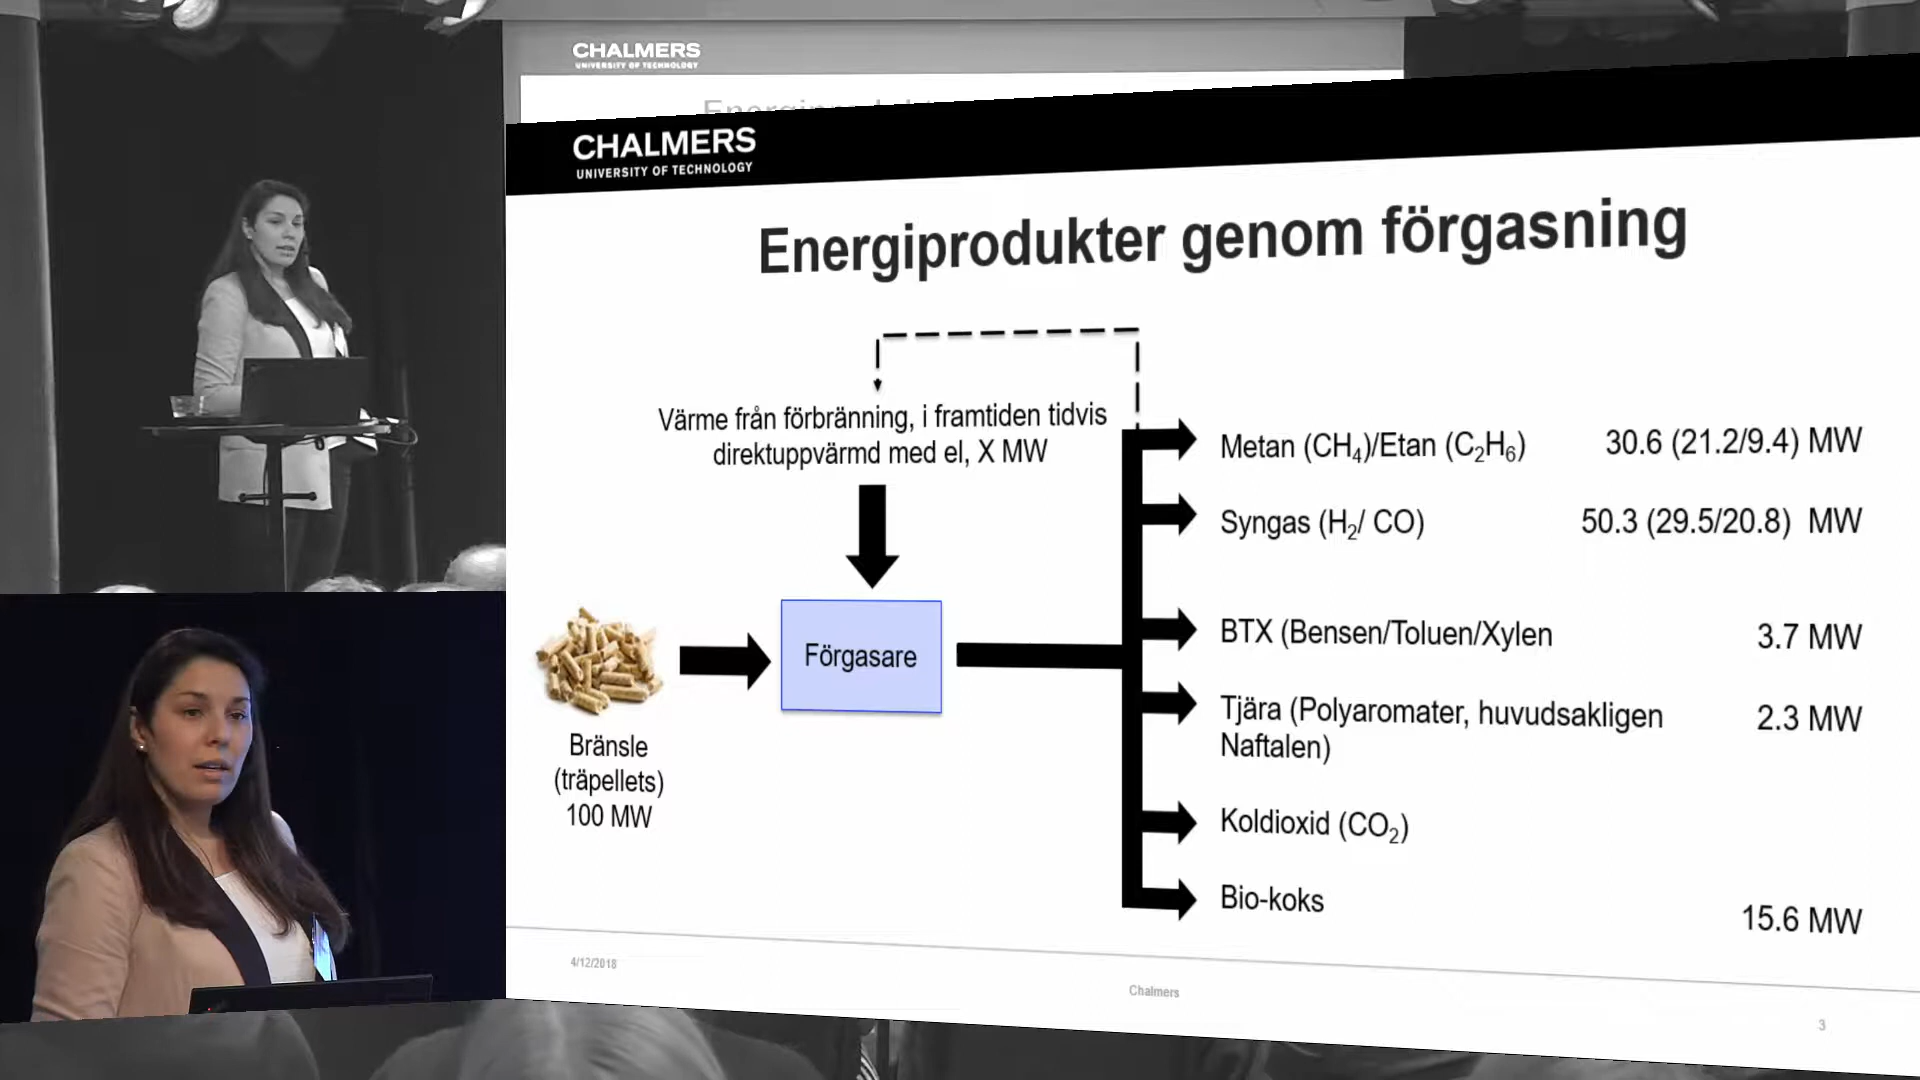 CHALMERS
UNIVERSITY OF TECHNOLOGY
CHALMERS
UNIVERSITY OF TECHNOLOGY
Energiprodukter genom förgasning
Värme från förbränning, i framtiden tidvis
direktuppvärmd med el, X MW
Förgasare
Bränsle
(träpellets)
100 MW
Metan (CH₄)/Etan (C₂H₆) 30.6 (21.2/9.4) MW
Syngas (H₂/ CO) 50.3 (29.5/20.8) MW
BTX (Bensen/Toluen/Xylen 3.7 MW
Tjära (Polyaromater, huvudsakligen 2.3 MW
Naftalen)
Koldioxid (CO₂)
Bio-koks 15.6 MW
4/12/2018
Chalmers
3